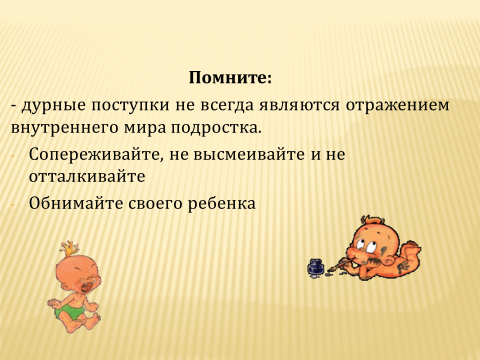 Помните:
- дурные поступки не всегда являются отражением
внутреннего мира подростка.
- Сопереживайте, не высмеивайте и не
отталкивайте
- Обнимайте своего ребенка